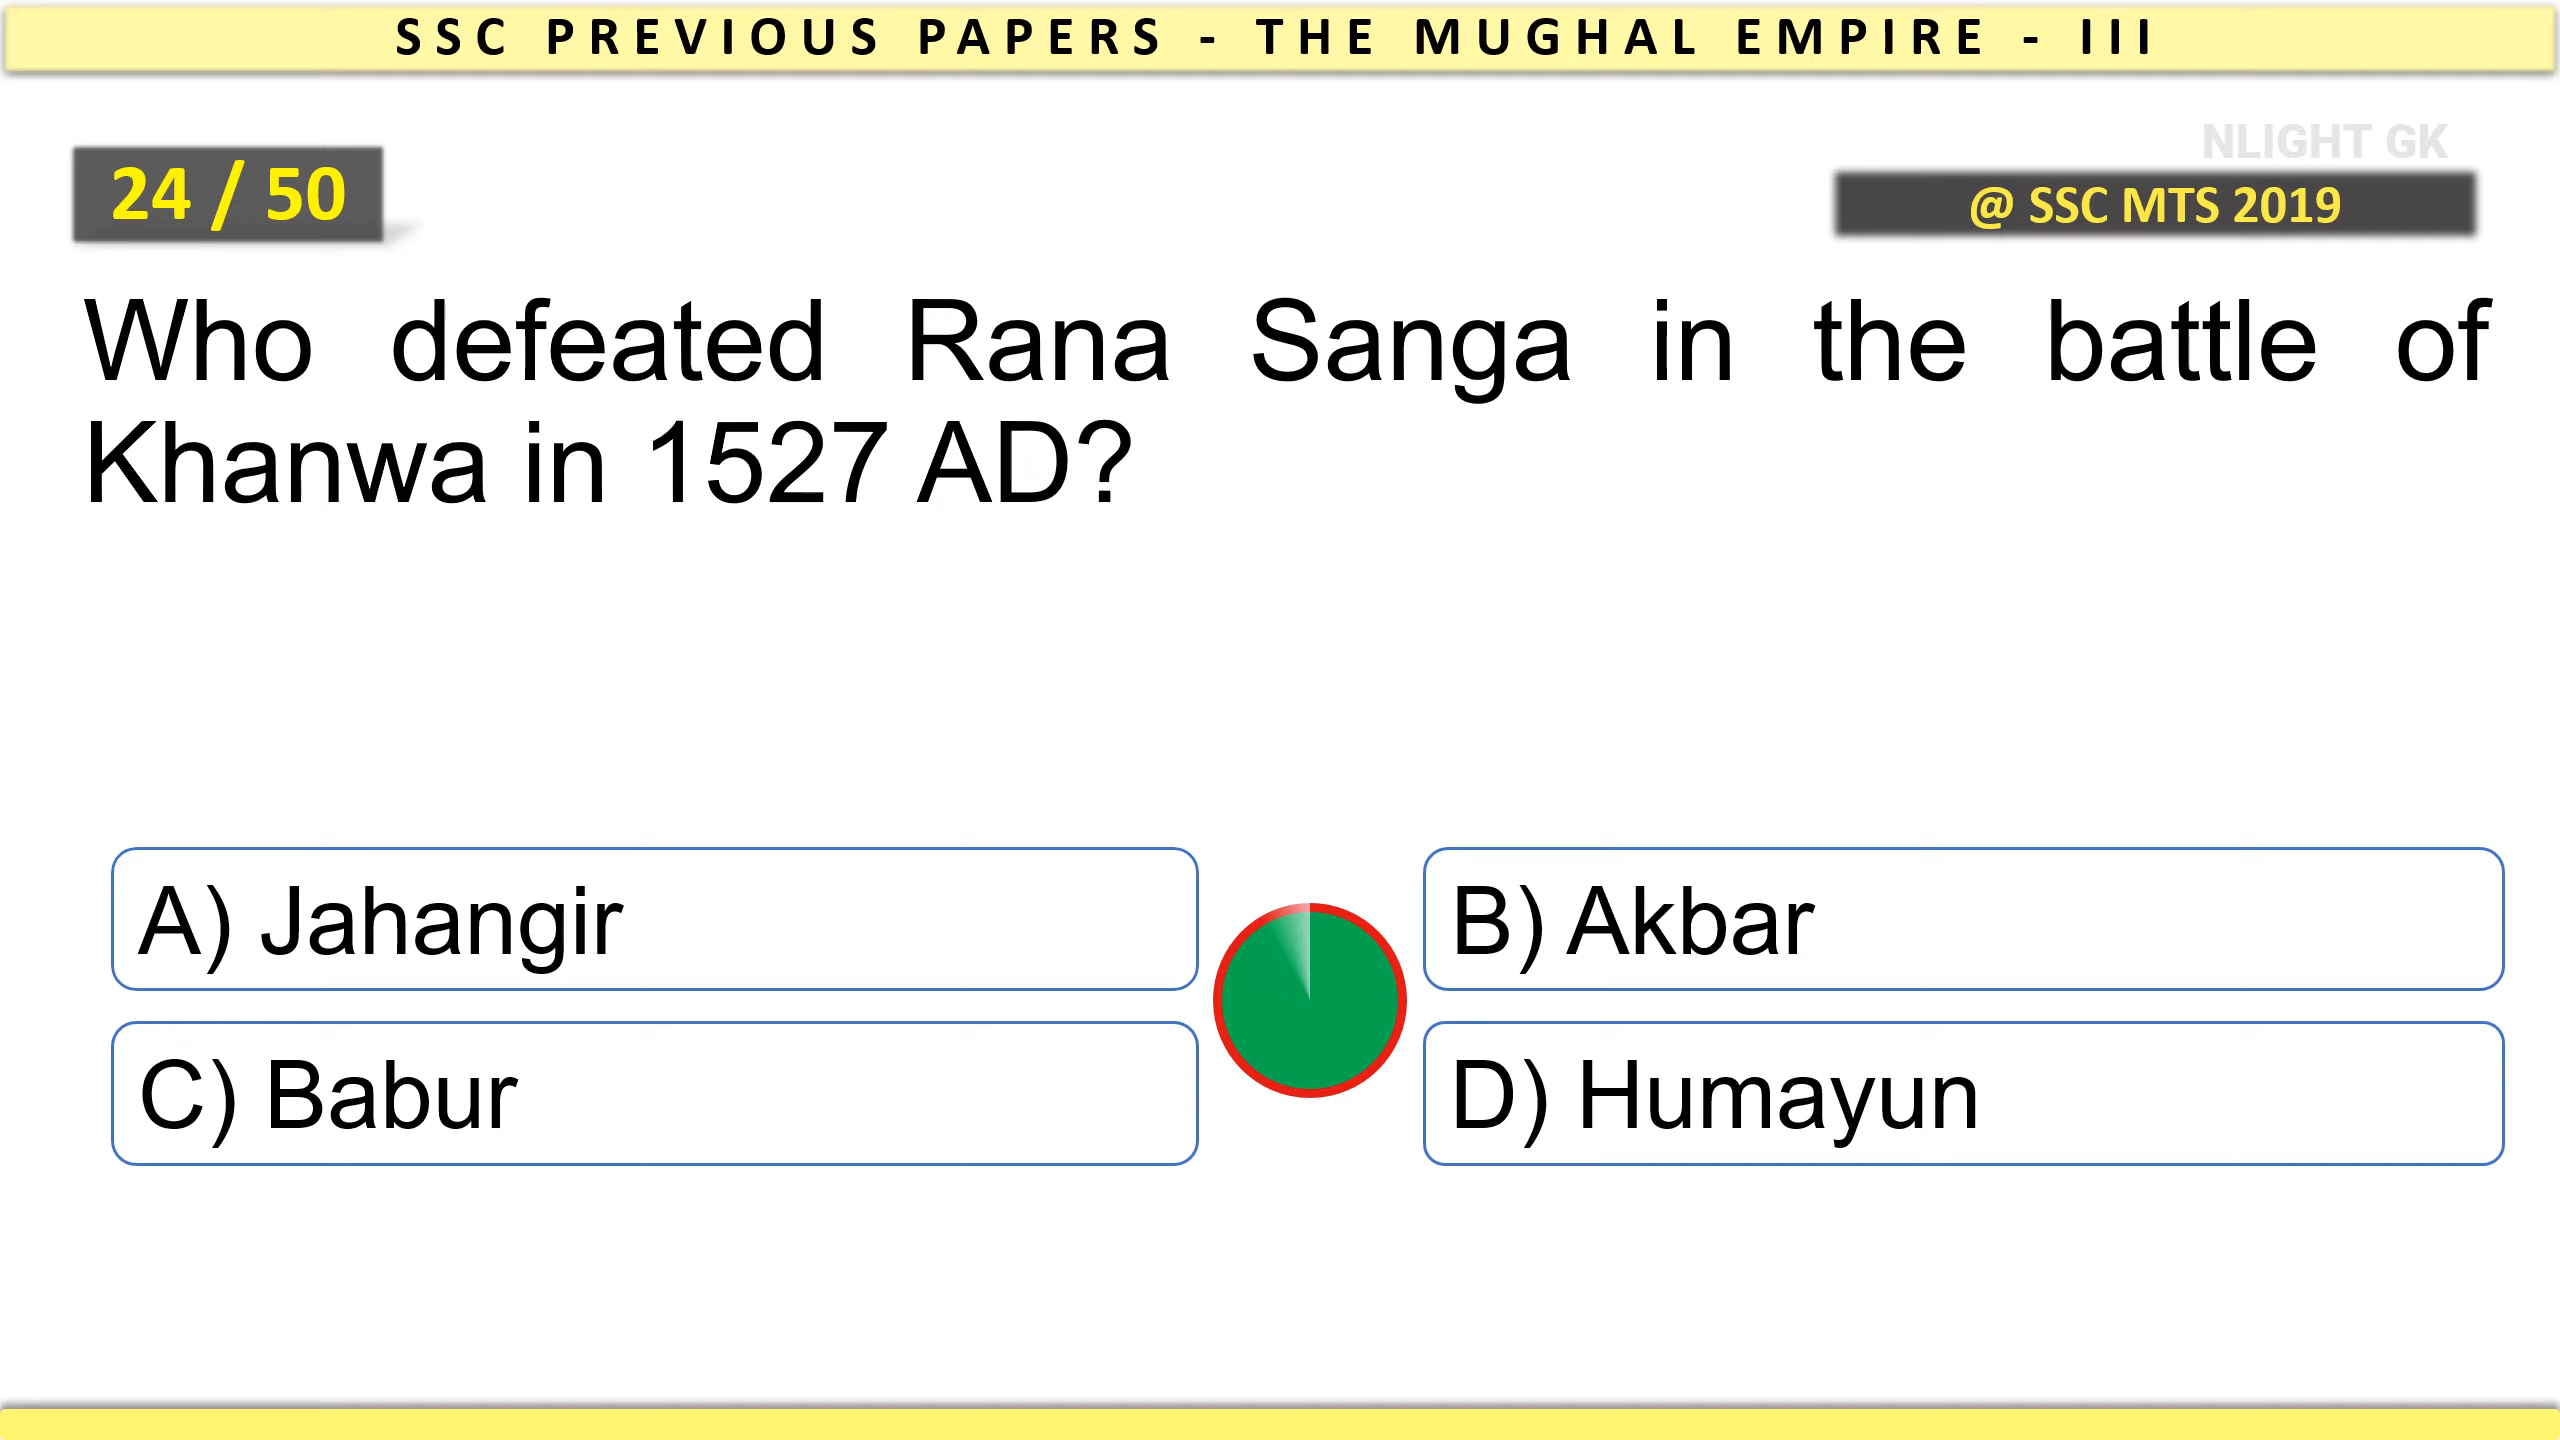 SSC PREVIOUS PAPERS - THE MUGHAL EMPIRE - III
NLIGHT GK
24 / 50
@ SSC MTS 2019
Who defeated Rana Sanga in the battle of
Khanwa in 1527 AD?
A) Jahangir
B) Akbar
C) Babur
D) Humayun